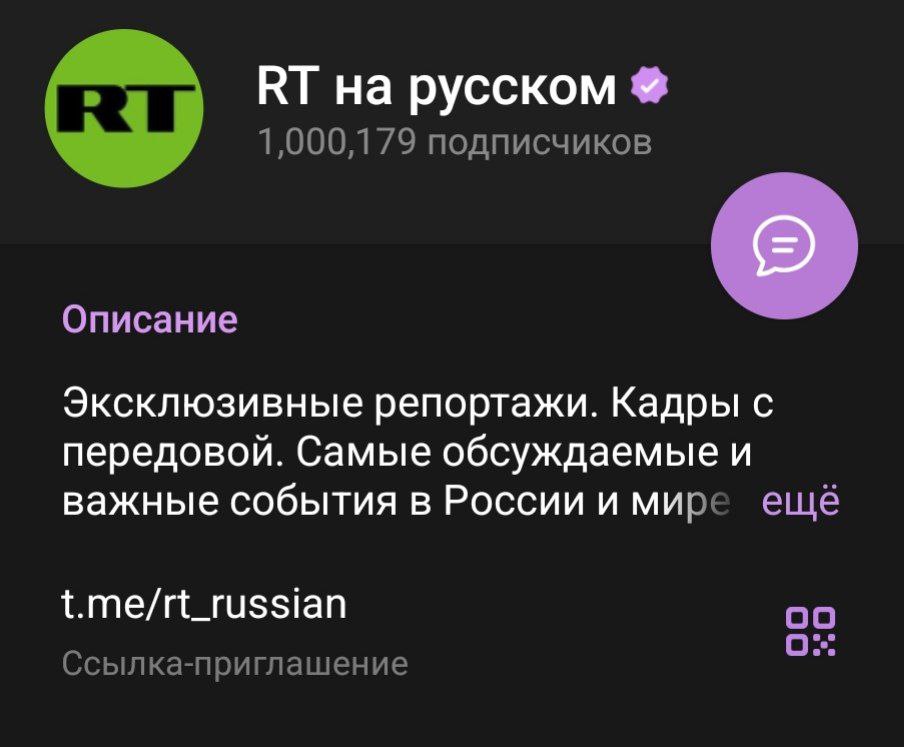 RT
RT на русском
1,000,179 подписчиков
Описание
Эксклюзивные репортажи. Кадры с
передовой. Самые обсуждаемые и
важные события в России и мире ещё
t.me/rt_russian
Ссылка-приглашение